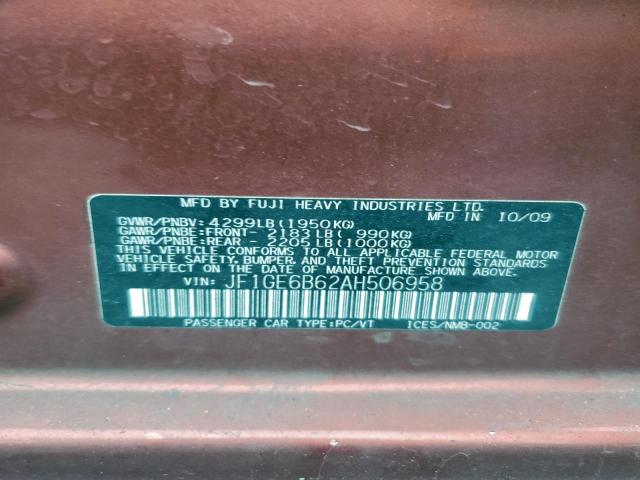 MFD BY FUJI HEAVY INDUSTRIES LTD.
MFD IN 10/09
GVWR/PNBV: 4299LB(1950KG)
GAWR/PNBE:FRONT- 2183LB( 990KG)
GAWR/PNBE:REAR - 2205LB(1000KG)
THIS VEHICLE CONFORMS TO ALL APPLICABLE FEDERAL MOTOR
VEHICLE SAFETY, BUMPER, AND THEFT PREVENTION STANDARDS
IN EFFECT ON THE DATE OF MANUFACTURE SHOWN ABOVE.
VIN: JF1GE6B62AH506958
PASSENGER CAR TYPE:PC/VT ICES/NMB-002